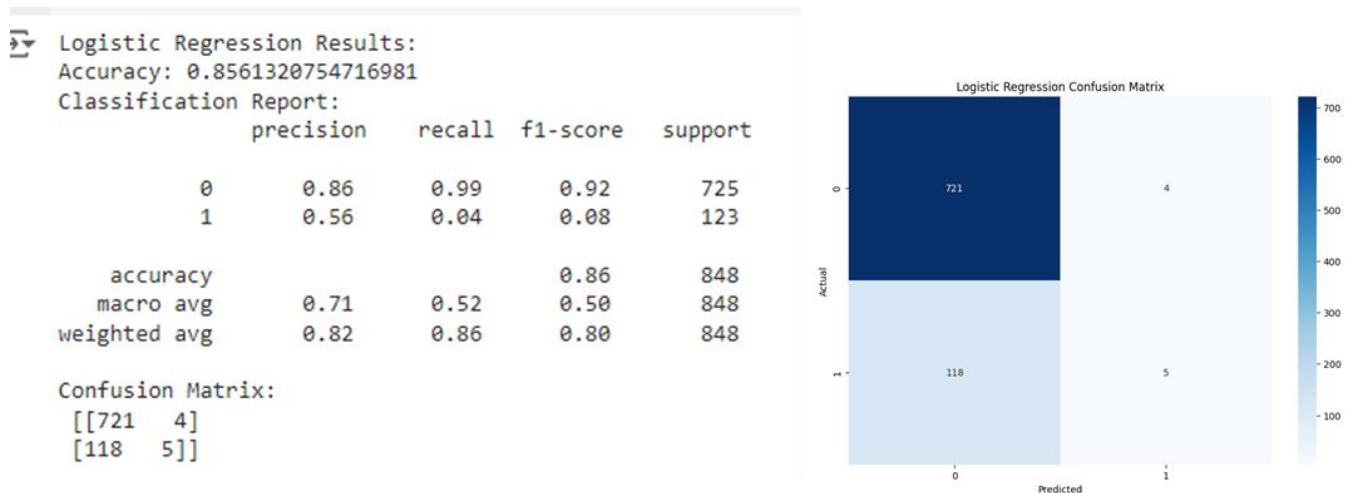 Logistic Regression Results:
Accuracy: 0.8561320754716981
Classification Report:
precision recall f1-score support
0 0.86 0.99 0.92 725
1 0.56 0.04 0.08 123
accuracy 0.86 848
macro avg 0.71 0.52 0.50 848
weighted avg 0.82 0.86 0.80 848
Confusion Matrix:
[[721 4]
[118 5]]
Logistic Regression Confusion Matrix
Actual
0
721
4
1
118
5
0
1
Predicted
700
600
500
400
300
200
100